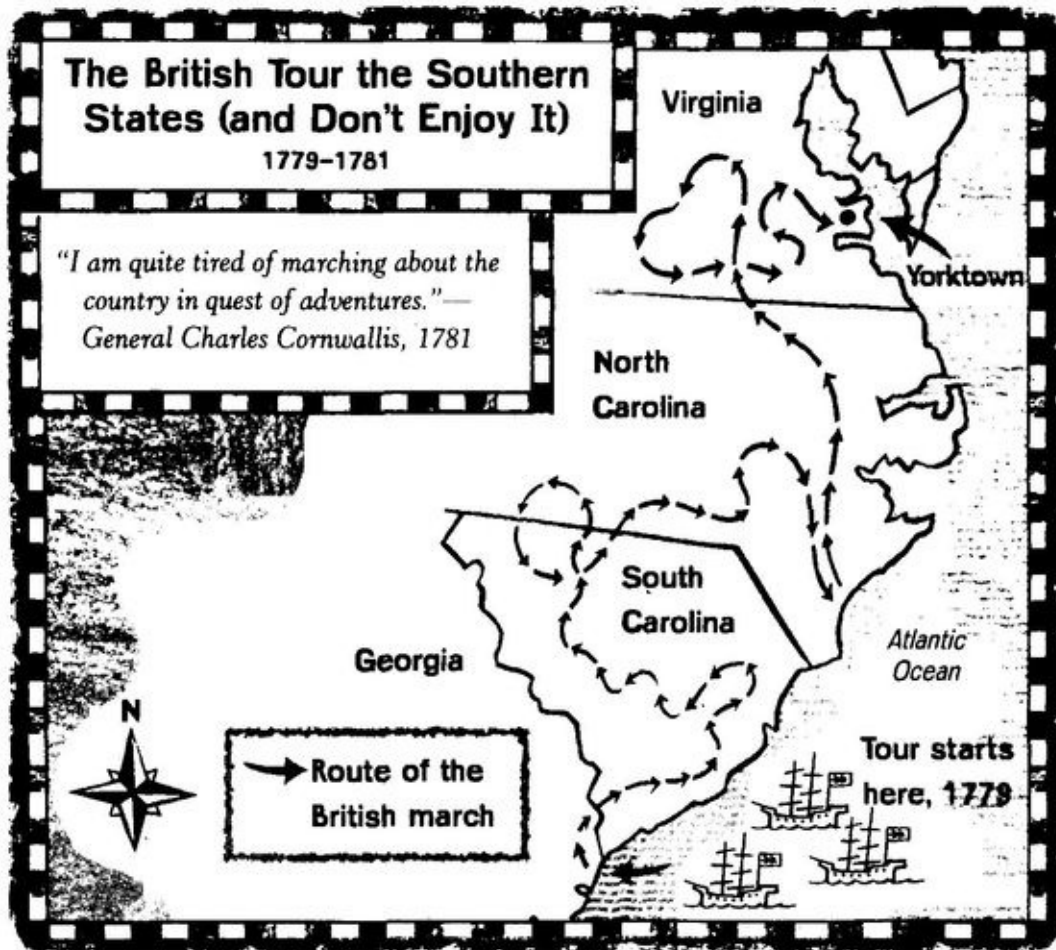 The British Tour the Southern
States (and Don't Enjoy It)
1779–1781
"I am quite tired of marching about the
country in quest of adventures."—
General Charles Cornwallis, 1781
Virginia
Yorktown
North
Carolina
South
Carolina
Georgia
Atlantic
Ocean
N
Route of the
British march
Tour starts
here, 1779